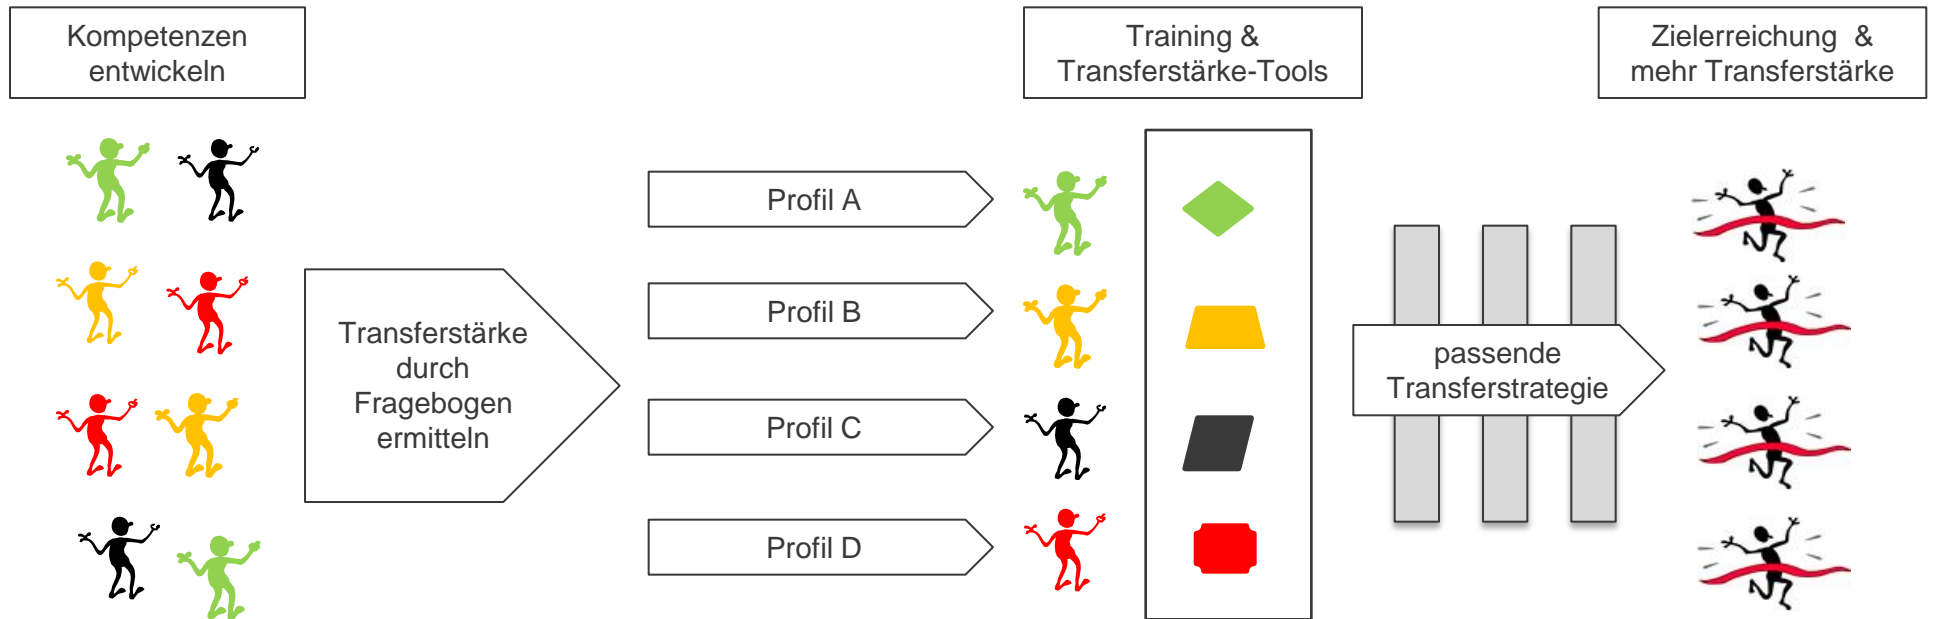 Kompetenzen
entwickeln
Training &
Transferstärke-Tools
Zielerreichung &
mehr Transferstärke
Transferstärke
durch
Fragebogen
ermitteln
Profil A
Profil B
Profil C
Profil D
passende
Transferstrategie